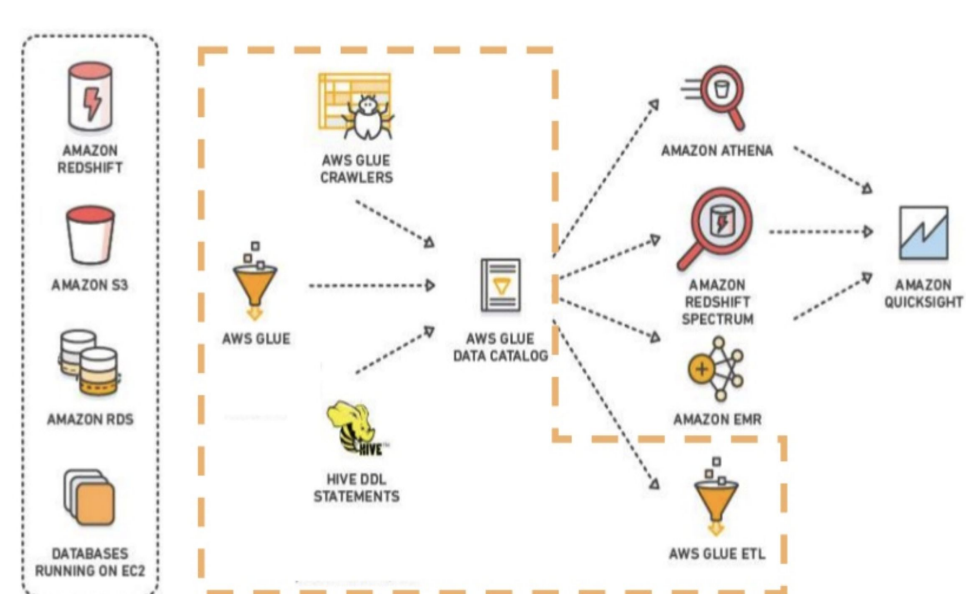 AMAZON
REDSHIFT
AMAZON S3
AMAZON RDS
DATABASES
RUNNING ON EC2
AWS GLUE
CRAWLERS
AWS GLUE
HIVE
HIVE DDL
STATEMENTS
AWS GLUE
DATA CATALOG
AMAZON ATHENA
AMAZON
REDSHIFT
SPECTRUM
AMAZON EMR
AWS GLUE ETL
AMAZON
QUICKSIGHT